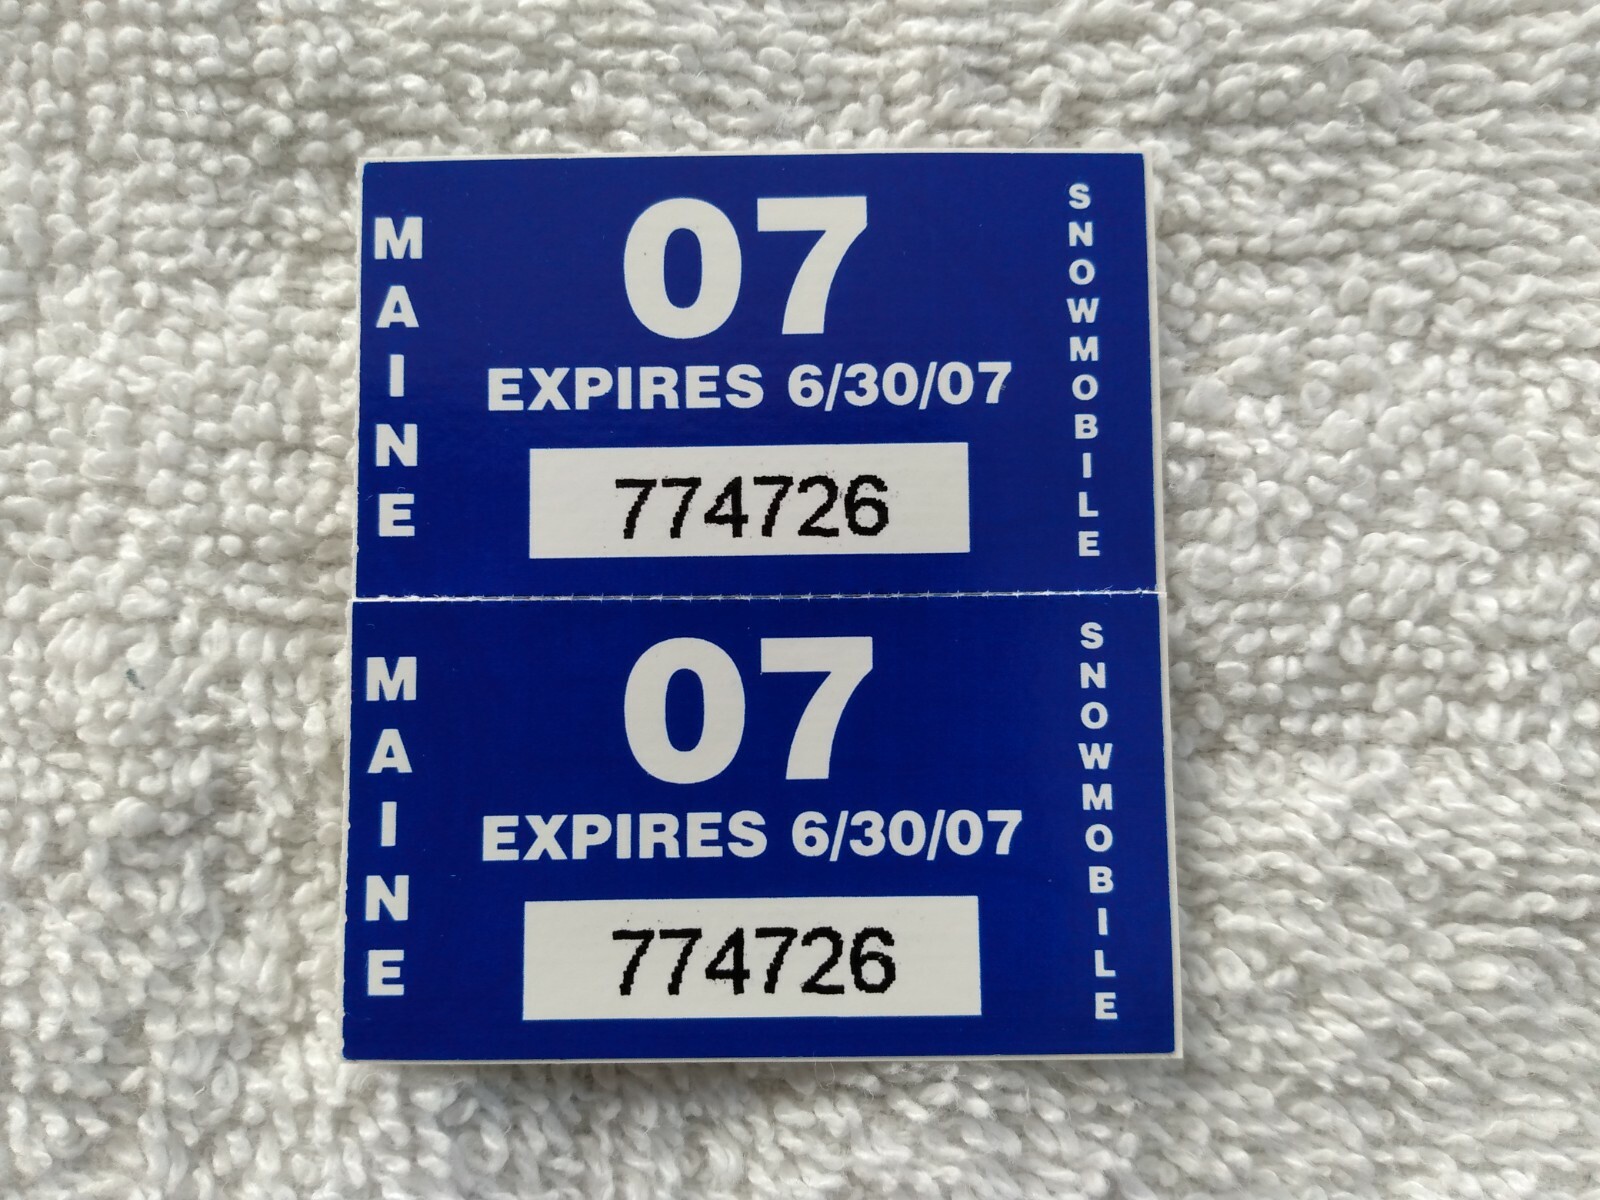 MAINE
07
EXPIRES 6/30/07
774726
SNOWMOBILE
MAINE
07
EXPIRES 6/30/07
774726
SNOWMOBILE